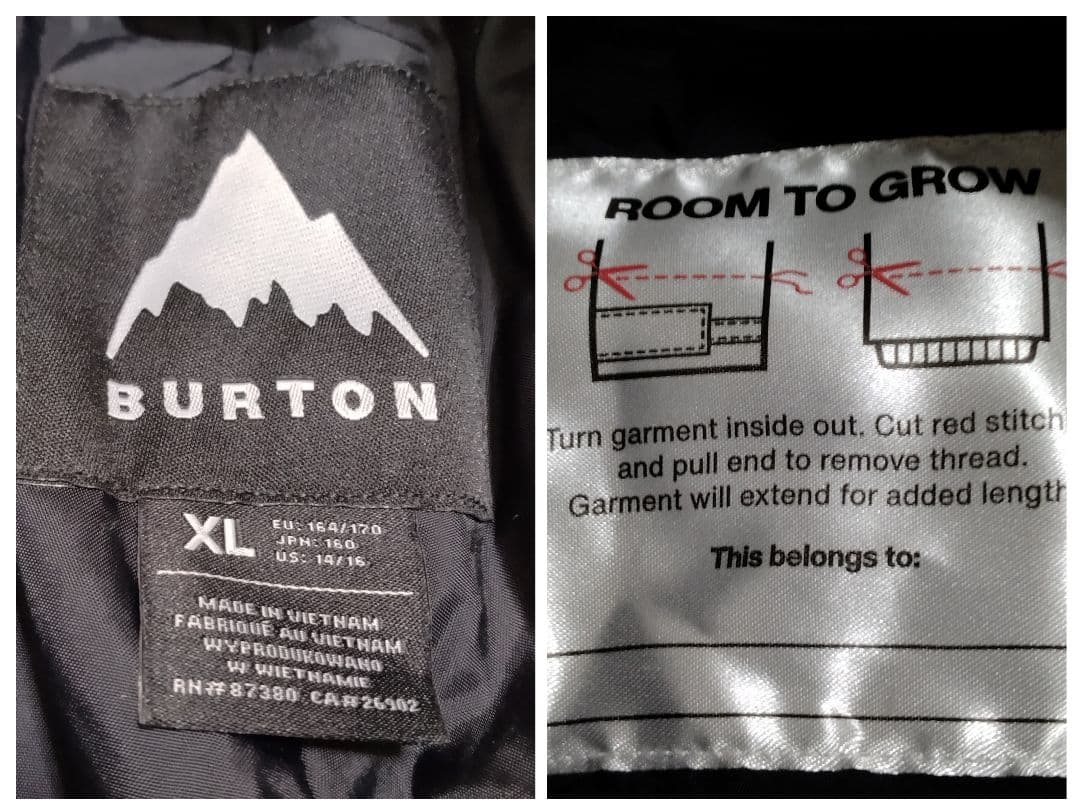 BURTON
XL
EU: 164/170
JPN: 160
US: 14/16
MADE IN VIETNAM
FABRIQUÉ AU VIETNAM
WYPRODUKOWANO
W WIETNAMIE
RN# 87380 CA# 26902
ROOM TO GROW
Turn garment inside out. Cut red stitch
and pull end to remove thread.
Garment will extend for added length
This belongs to: